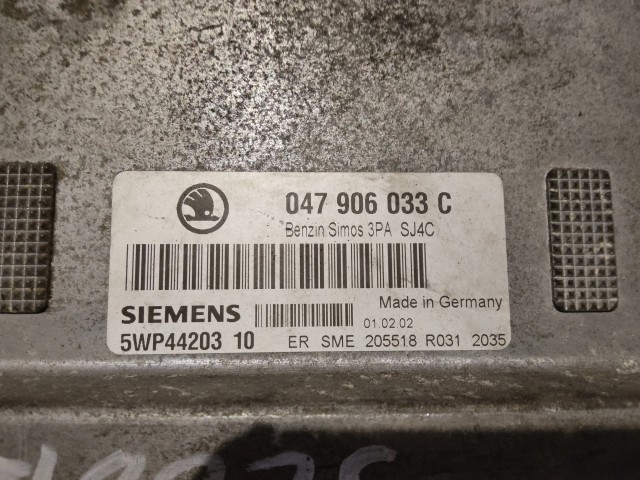 047 906 033 C
Benzin Simos 3PA SJ4C
Made in Germany
SIEMENS 01.02.02
5WP44203 10 ER SME 205518 R031 2035